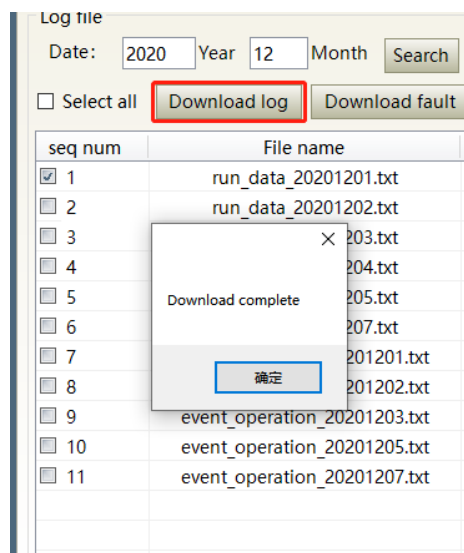 Log file
Date: 2020 Year 12 Month Search
Select all Download log Download fault
seq num File name
1 run_data_20201201.txt
2 run_data_20201202.txt
3 203.txt
4 204.txt
5 Download complete 205.txt
6 207.txt
7 201201.txt
8 确定 201202.txt
9 event_operation_20201203.txt
10 event_operation_20201205.txt
11 event_operation_20201207.txt